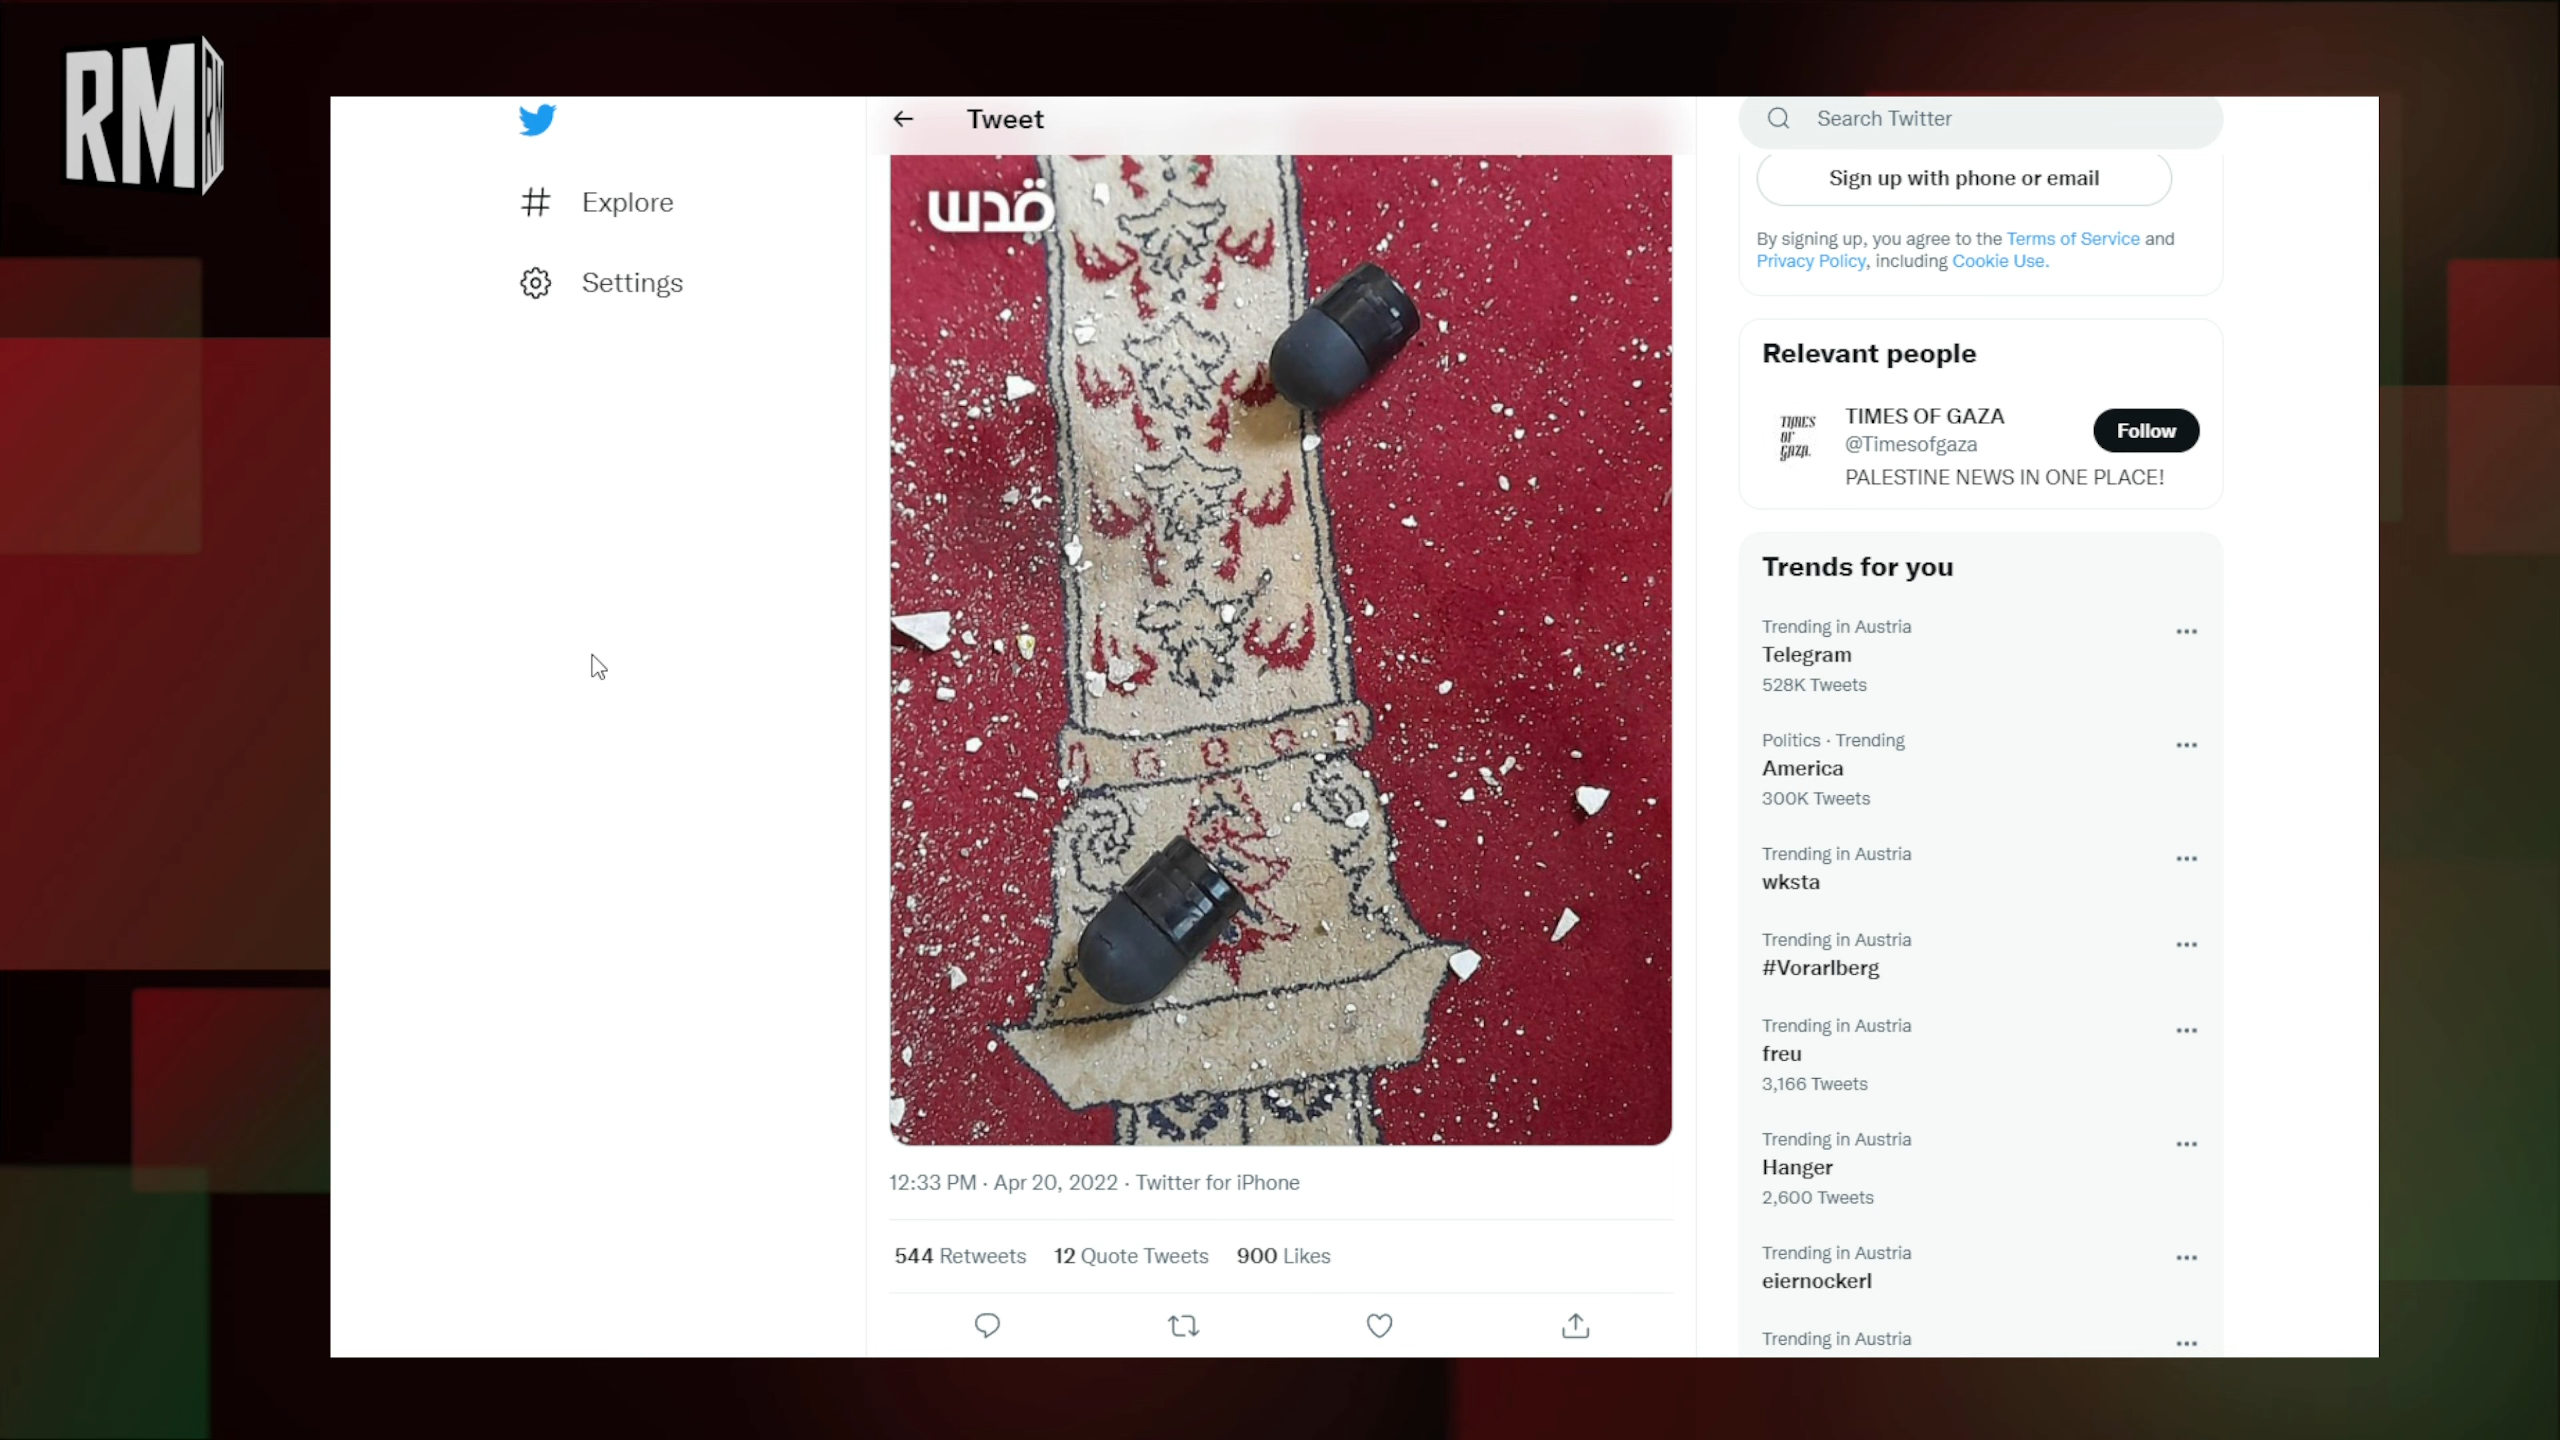 RM
RM
Explore
Settings
Tweet
قدس
12:33 PM · Apr 20, 2022 · Twitter for iPhone
544 Retweets 12 Quote Tweets 900 Likes
Search Twitter
Sign up with phone or email
By signing up, you agree to the Terms of Service and
Privacy Policy, including Cookie Use.
Relevant people
TIMES OF GAZA.
TIMES OF GAZA
@Timesofgaza
Follow
PALESTINE NEWS IN ONE PLACE!
Trends for you
Trending in Austria
Telegram
528K Tweets
Politics · Trending
America
300K Tweets
Trending in Austria
wksta
Trending in Austria
#Vorarlberg
Trending in Austria
freu
3,166 Tweets
Trending in Austria
Hanger
2,600 Tweets
Trending in Austria
eiernockerl
Trending in Austria